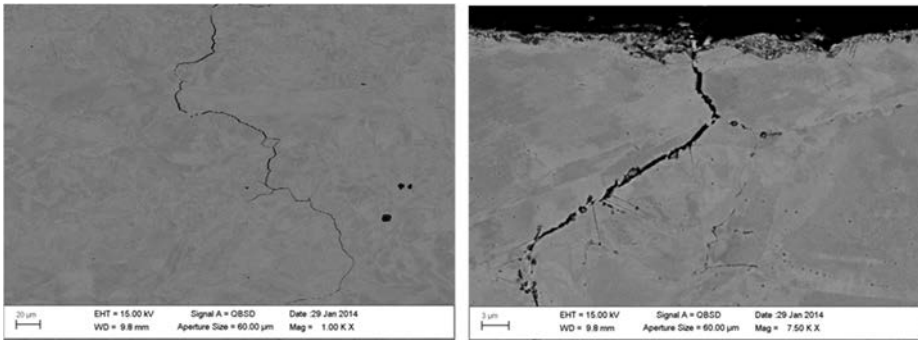 20 µm
EHT = 15.00 kV Signal A = QBSD Date :29 Jan 2014
WD = 9.8 mm Aperture Size = 60.00 µm Mag = 1.00 K X
3 µm
EHT = 15.00 kV Signal A = QBSD Date :29 Jan 2014
WD = 9.8 mm Aperture Size = 60.00 µm Mag = 7.50 K X